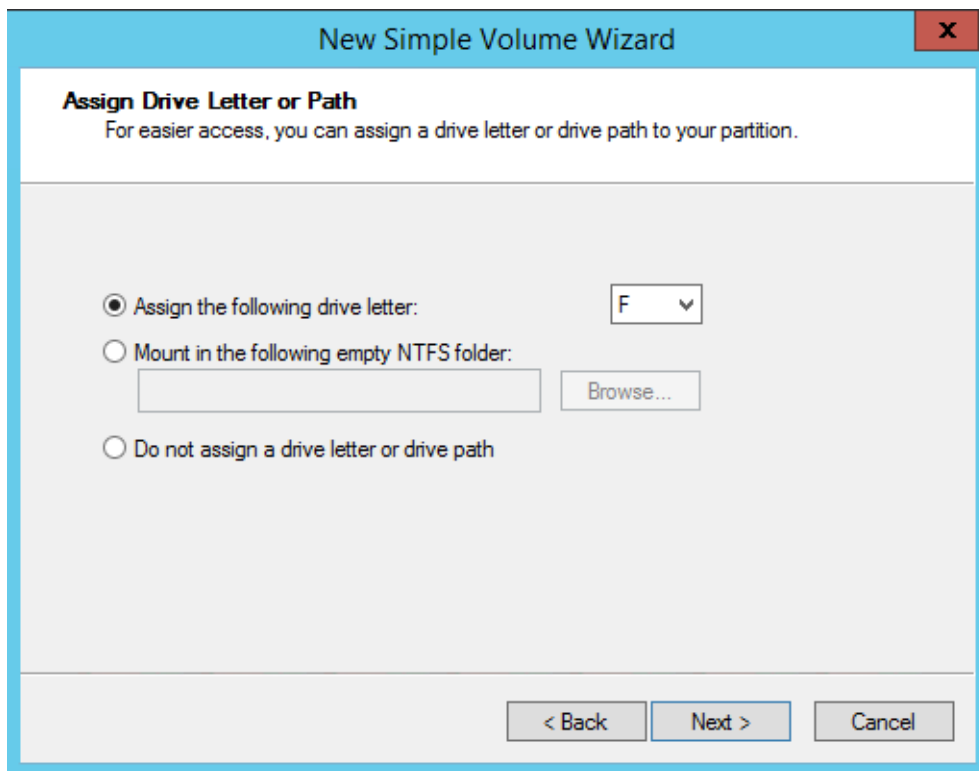 New Simple Volume Wizard
x
Assign Drive Letter or Path
For easier access, you can assign a drive letter or drive path to your partition.
Assign the following drive letter: F
Mount in the following empty NTFS folder:
Browse...
Do not assign a drive letter or drive path
< Back Next > Cancel